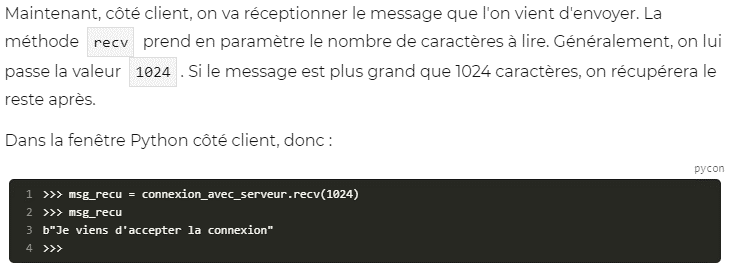 Maintenant, côté client, on va réceptionner le message que l'on vient d'envoyer. La
méthode recv prend en paramètre le nombre de caractères à lire. Généralement, on lui
passe la valeur 1024 . Si le message est plus grand que 1024 caractères, on récupérera le
reste après.
Dans la fenêtre Python côté client, donc :
pycon
1 >>> msg_recu = connexion_avec_serveur.recv(1024)
2 >>> msg_recu
3 b"Je viens d'accepter la connexion"
4 >>>